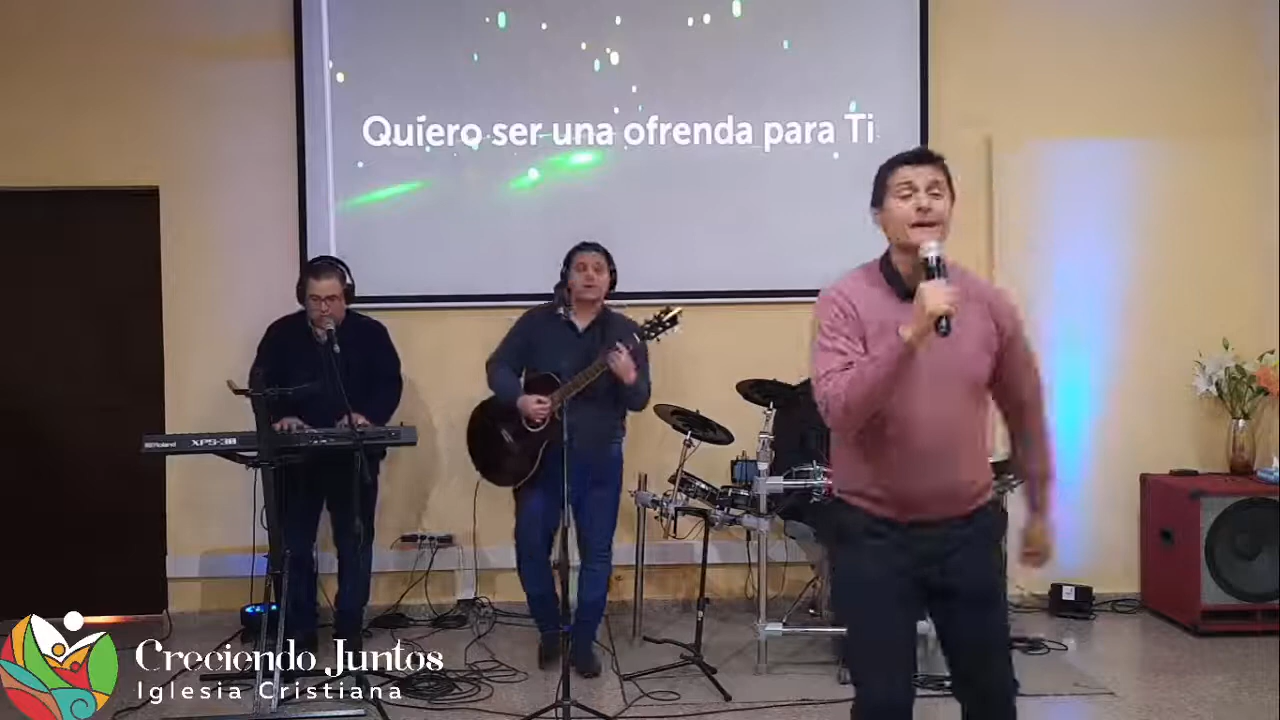 Quiero ser una ofrenda para Ti
Roland XPS-30
Creciendo Juntos
Iglesia Cristiana